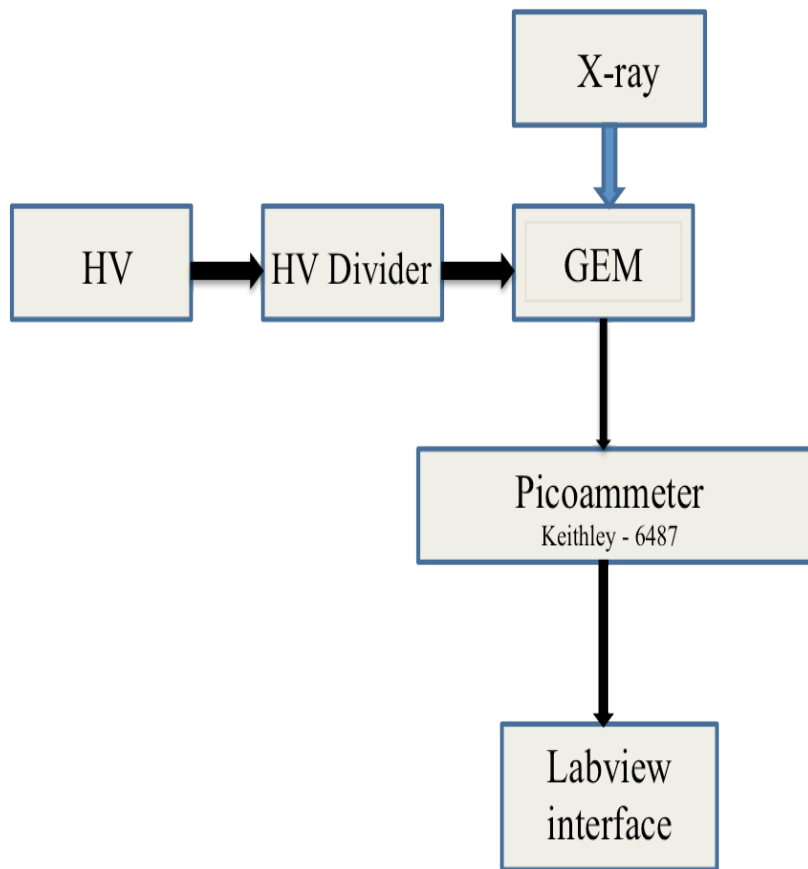 X-ray
HV
HV Divider
GEM
Picoammeter
Keithley - 6487
Labview
interface